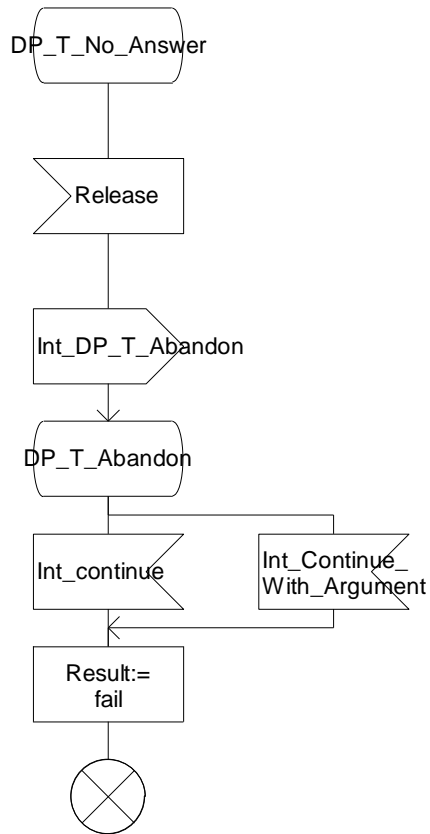 DP_T_No_Answer
Release
Int_DP_T_Abandon
DP_T_Abandon
Int_continue
Int_Continue_
With_Argument
Result:=
fail